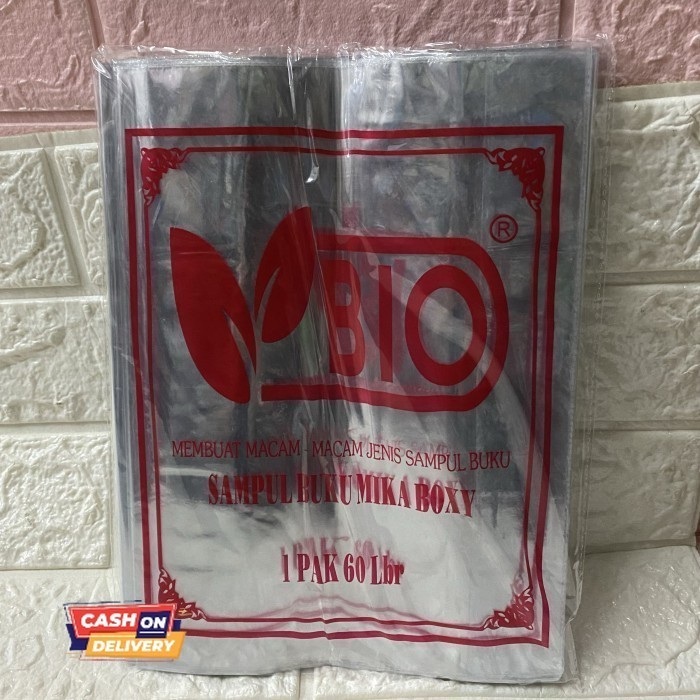 ®
BIO
MEMBUAT MACAM - MACAM JENIS SAMPUL BUKU
SAMPUL BUKU MIKA BOXY
1 PAK 60 Lbr
CASH ON
DELIVERY